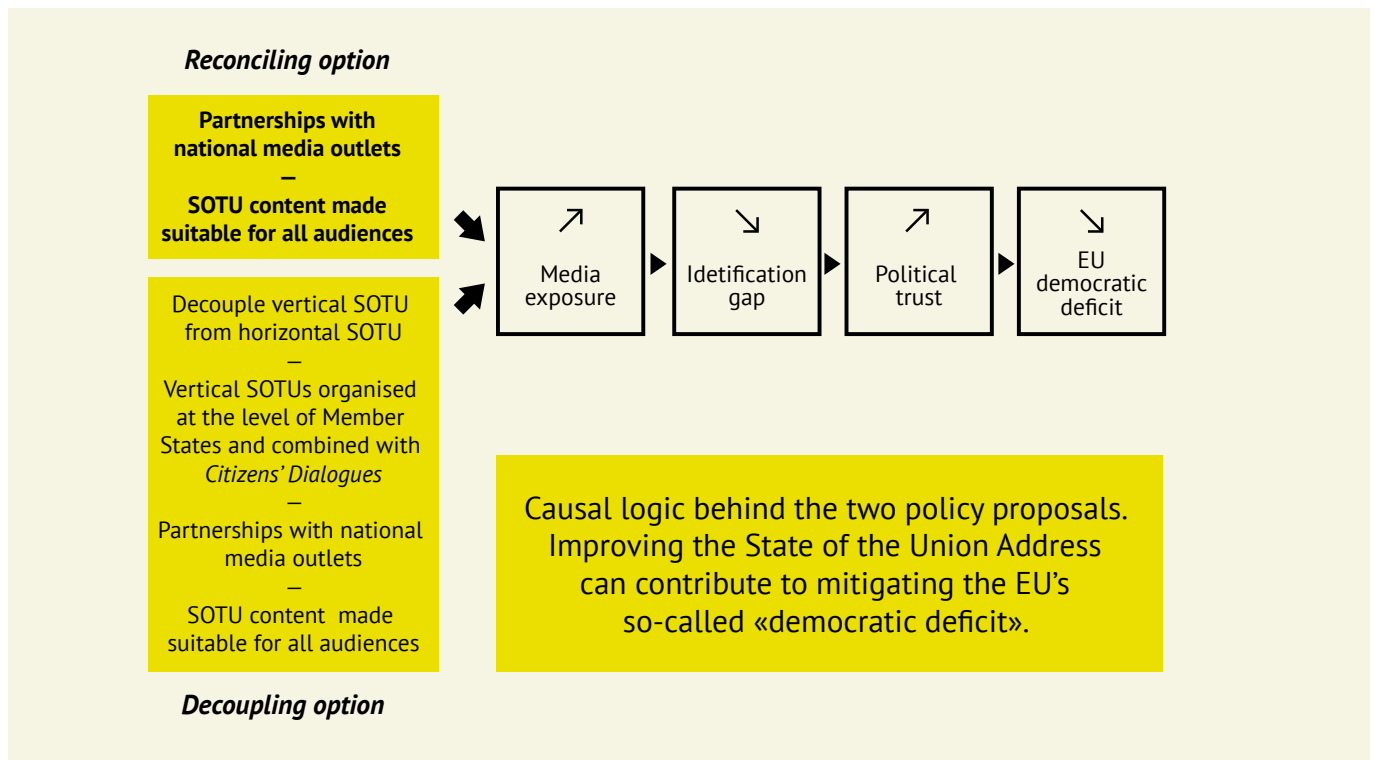 Reconciling option
Partnerships with
national media outlets
—
SOTU content made
suitable for all audiences
Decouple vertical SOTU
from horizontal SOTU
—
Vertical SOTUs organised
at the level of Member
States and combined with
Citizens’ Dialogues
—
Partnerships with national
media outlets
—
SOTU content made
suitable for all audiences
Decoupling option
Media
exposure
Idetification
gap
Political
trust
EU
democratic
deficit
Causal logic behind the two policy proposals.
Improving the State of the Union Address
can contribute to mitigating the EU’s
so-called «democratic deficit».